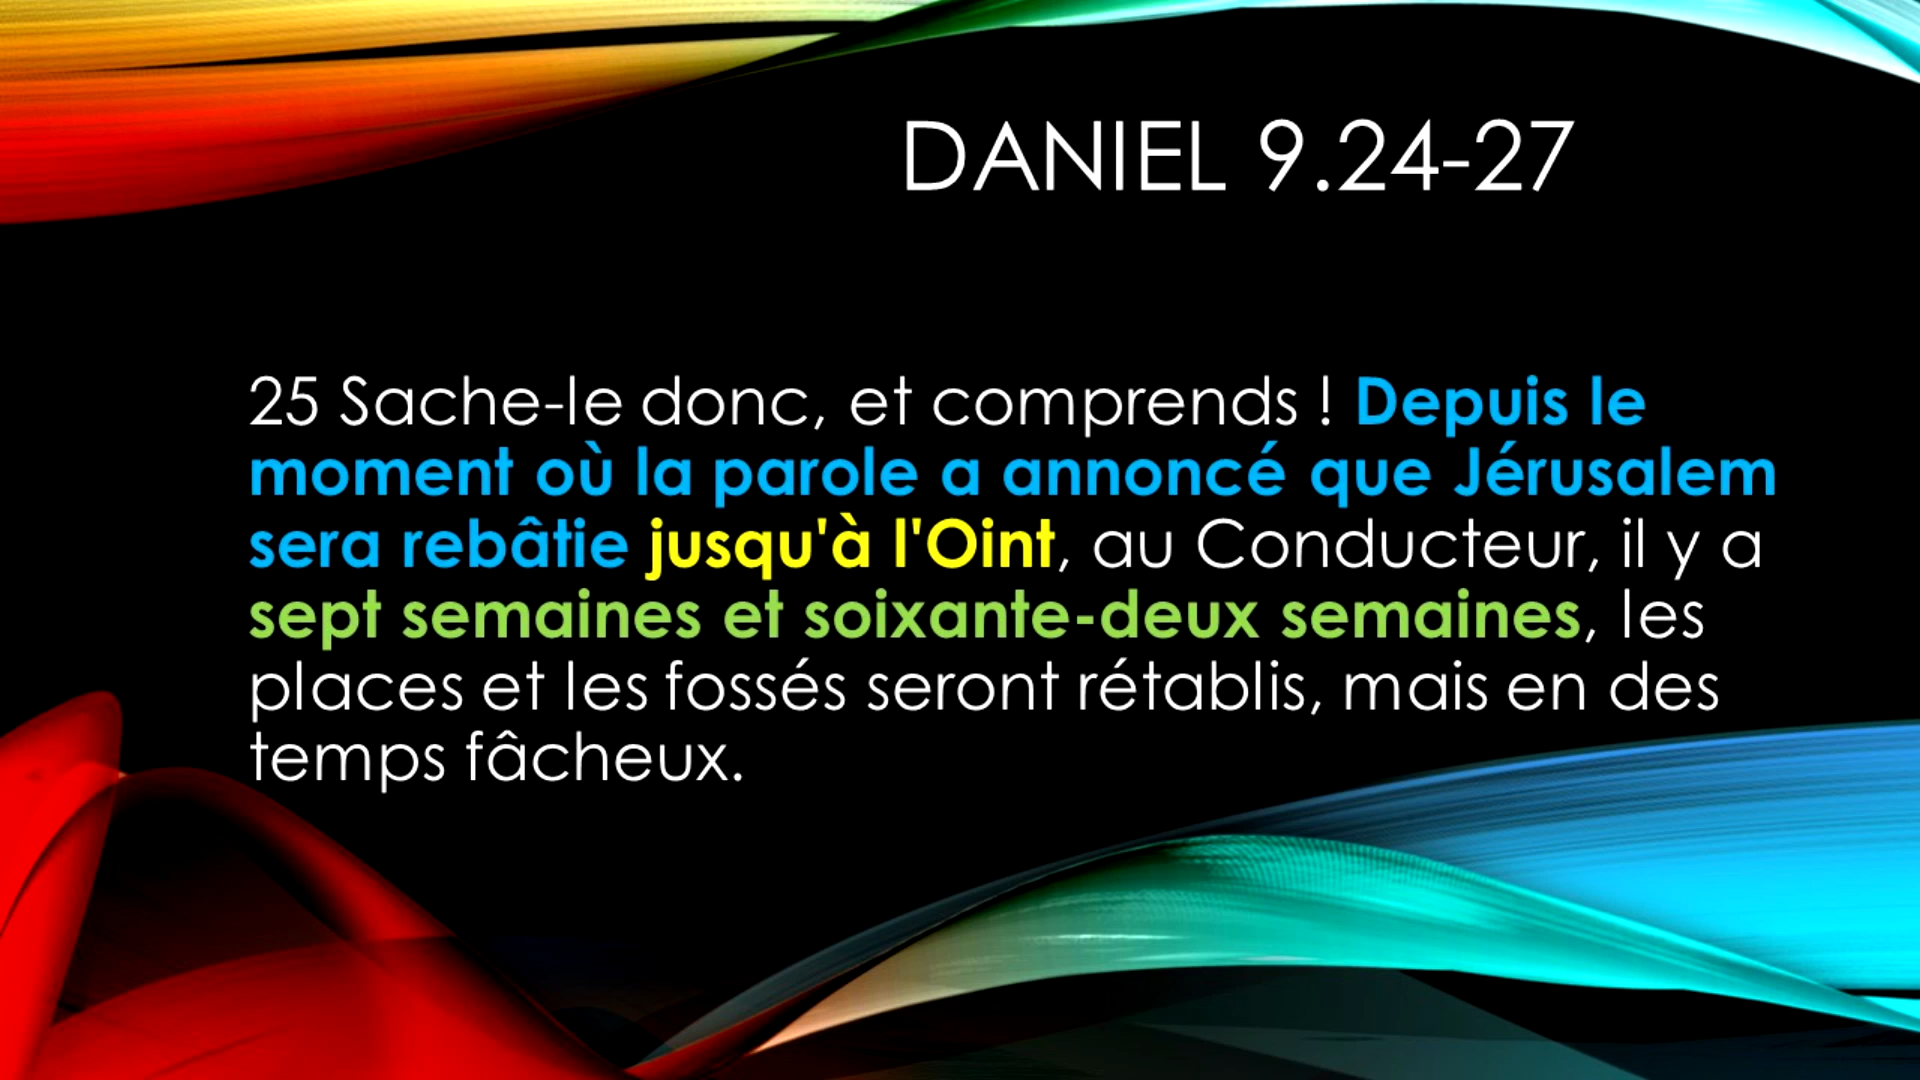 DANIEL 9.24-27
25 Sache-le donc, et comprends ! Depuis le
moment où la parole a annoncé que Jérusalem
sera rebâtie jusqu'à l'Oint, au Conducteur, il y a
sept semaines et soixante-deux semaines, les
places et les fossés seront rétablis, mais en des
temps fâcheux.